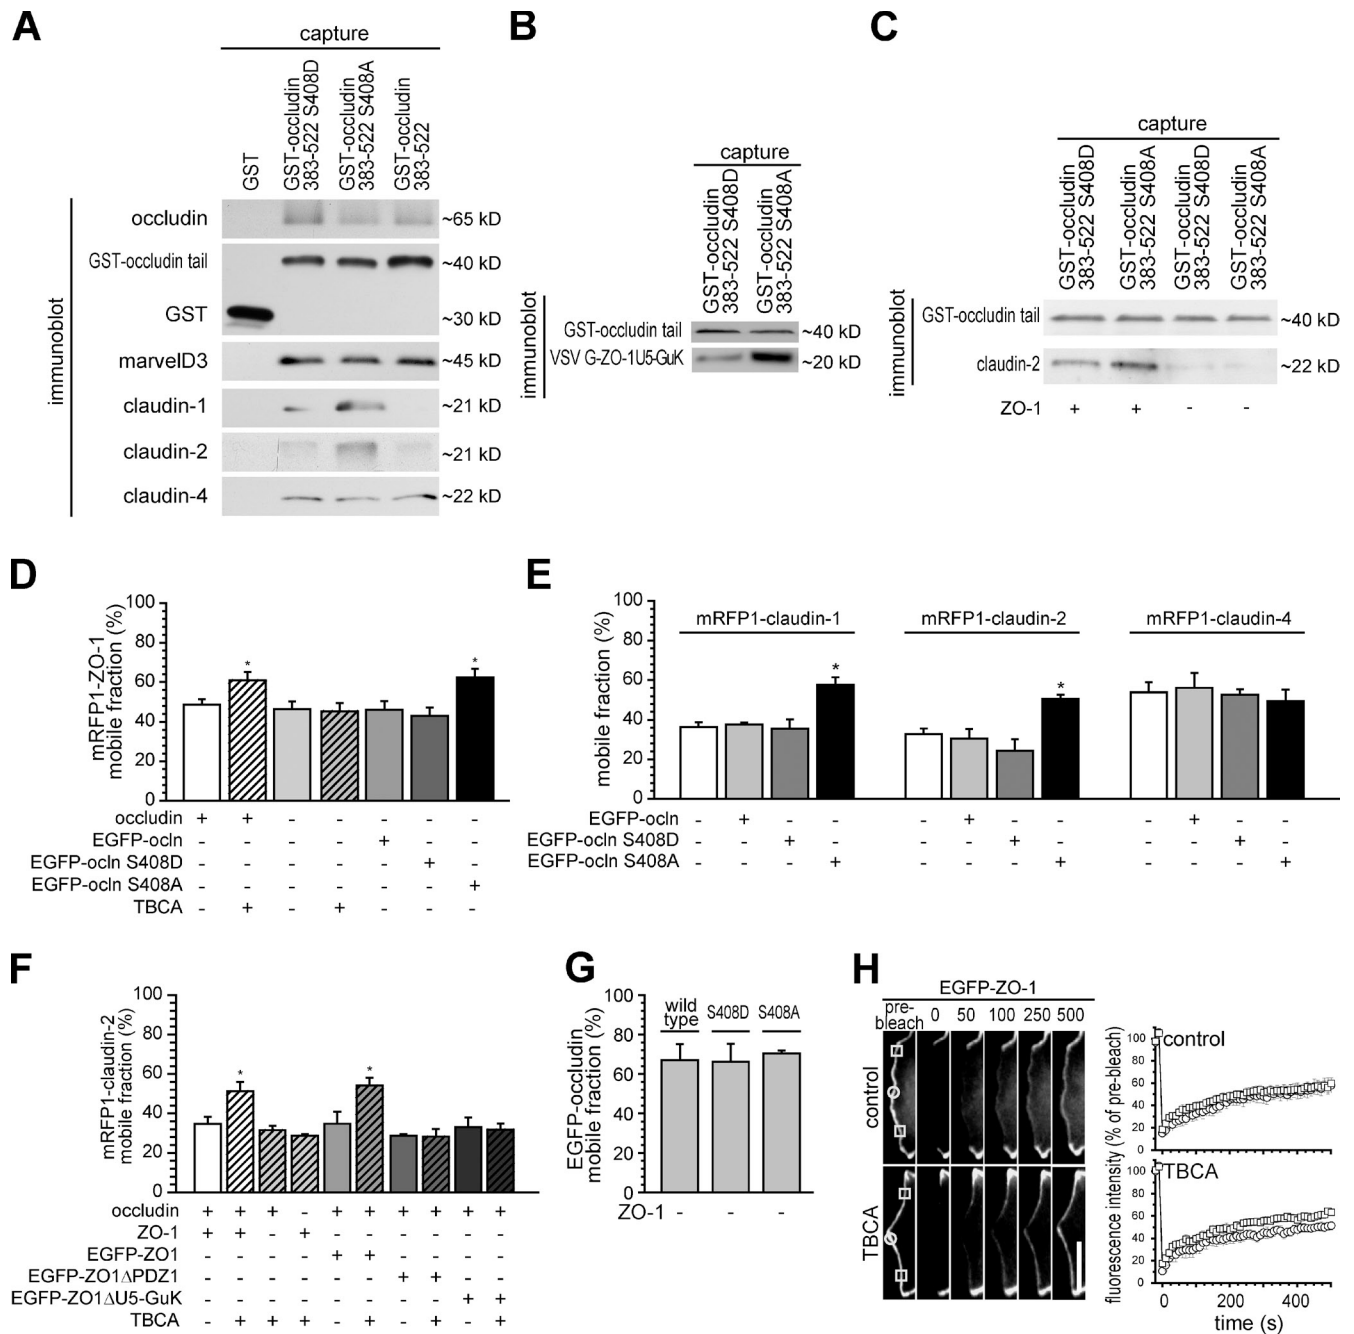 A
capture
GST
GST-occludin
383-522 S408D
GST-occludin
383-522 S408A
GST-occludin
383-522
immunoblot
occludin
~65 kD
GST-occludin tail
~40 kD
GST
~30 kD
marvelD3
~45 kD
claudin-1
~21 kD
claudin-2
~21 kD
claudin-4
~22 kD
B
capture
GST-occludin
383-522 S408D
GST-occludin
383-522 S408A
immunoblot
GST-occludin tail
~40 kD
VSV G-ZO-1U5-GuK
~20 kD
C
capture
GST-occludin
383-522 S408D
GST-occludin
383-522 S408A
GST-occludin
383-522 S408D
GST-occludin
383-522 S408A
immunoblot
GST-occludin tail
~40 kD
claudin-2
~22 kD
ZO-1 + + - -
D
mRFP1-ZO-1
mobile fraction (%)
100
80
60
40
20
0
* *
occludin + + - - - - -
EGFP-ocln - - - - + - -
EGFP-ocln S408D - - - - - + -
EGFP-ocln S408A - - - - - - +
TBCA - + - + - - -
E
mobile fraction (%)
100
80
60
40
20
0
mRFP1-claudin-1
mRFP1-claudin-2
mRFP1-claudin-4
* *
EGFP-ocln - + - - - + - - - + - -
EGFP-ocln S408D - - + - - - + - - - + -
EGFP-ocln S408A - - - + - - - + - - - +
F
mRFP1-claudin-2
mobile fraction (%)
100
80
60
40
20
0
* *
occludin + + + - + + + + + +
ZO-1 + + - + - - - - - -
EGFP-ZO1 - - - - + + - - - -
EGFP-ZO1ΔPDZ1 - - - - - - + + - -
EGFP-ZO1ΔU5-GuK - - - - - - - - + +
TBCA - + + + - + - + - +
G
EGFP-occludin
mobile fraction (%)
100
80
60
40
20
0
wild
type
S408D
S408A
ZO-1 - - -
H
EGFP-ZO-1
pre-
bleach
0 50 100 250 500
control
TBCA
fluorescence intensity (% of pre-bleach)
control
100
80
60
40
20
0
TBCA
100
80
60
40
20
0
0 200 400
time (s)